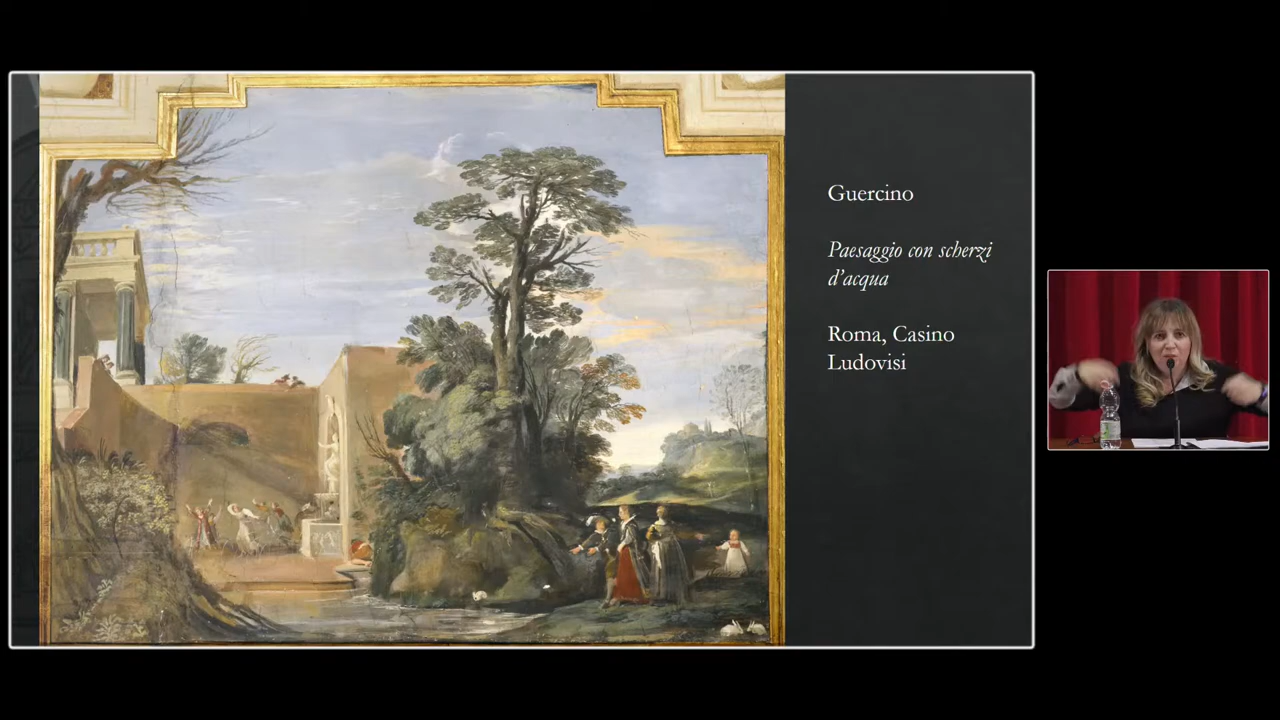 Guercino
Paesaggio con scherzi
d'acqua
Roma, Casino
Ludovisi